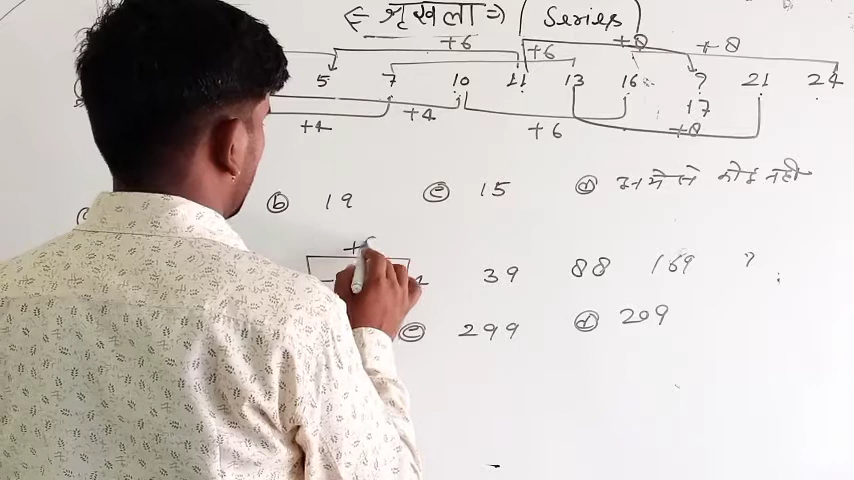 ⇐ शृंखला ⇒ (Series)
+6 +6 +8 +8
5 7 10 11 13 16 ? 21 24
17
+4 +4 +6 +8
(b) 19 (c) 15 (d) इनमे से कोई नही
+
39 88 169 ?
(c) 299 (d) 209